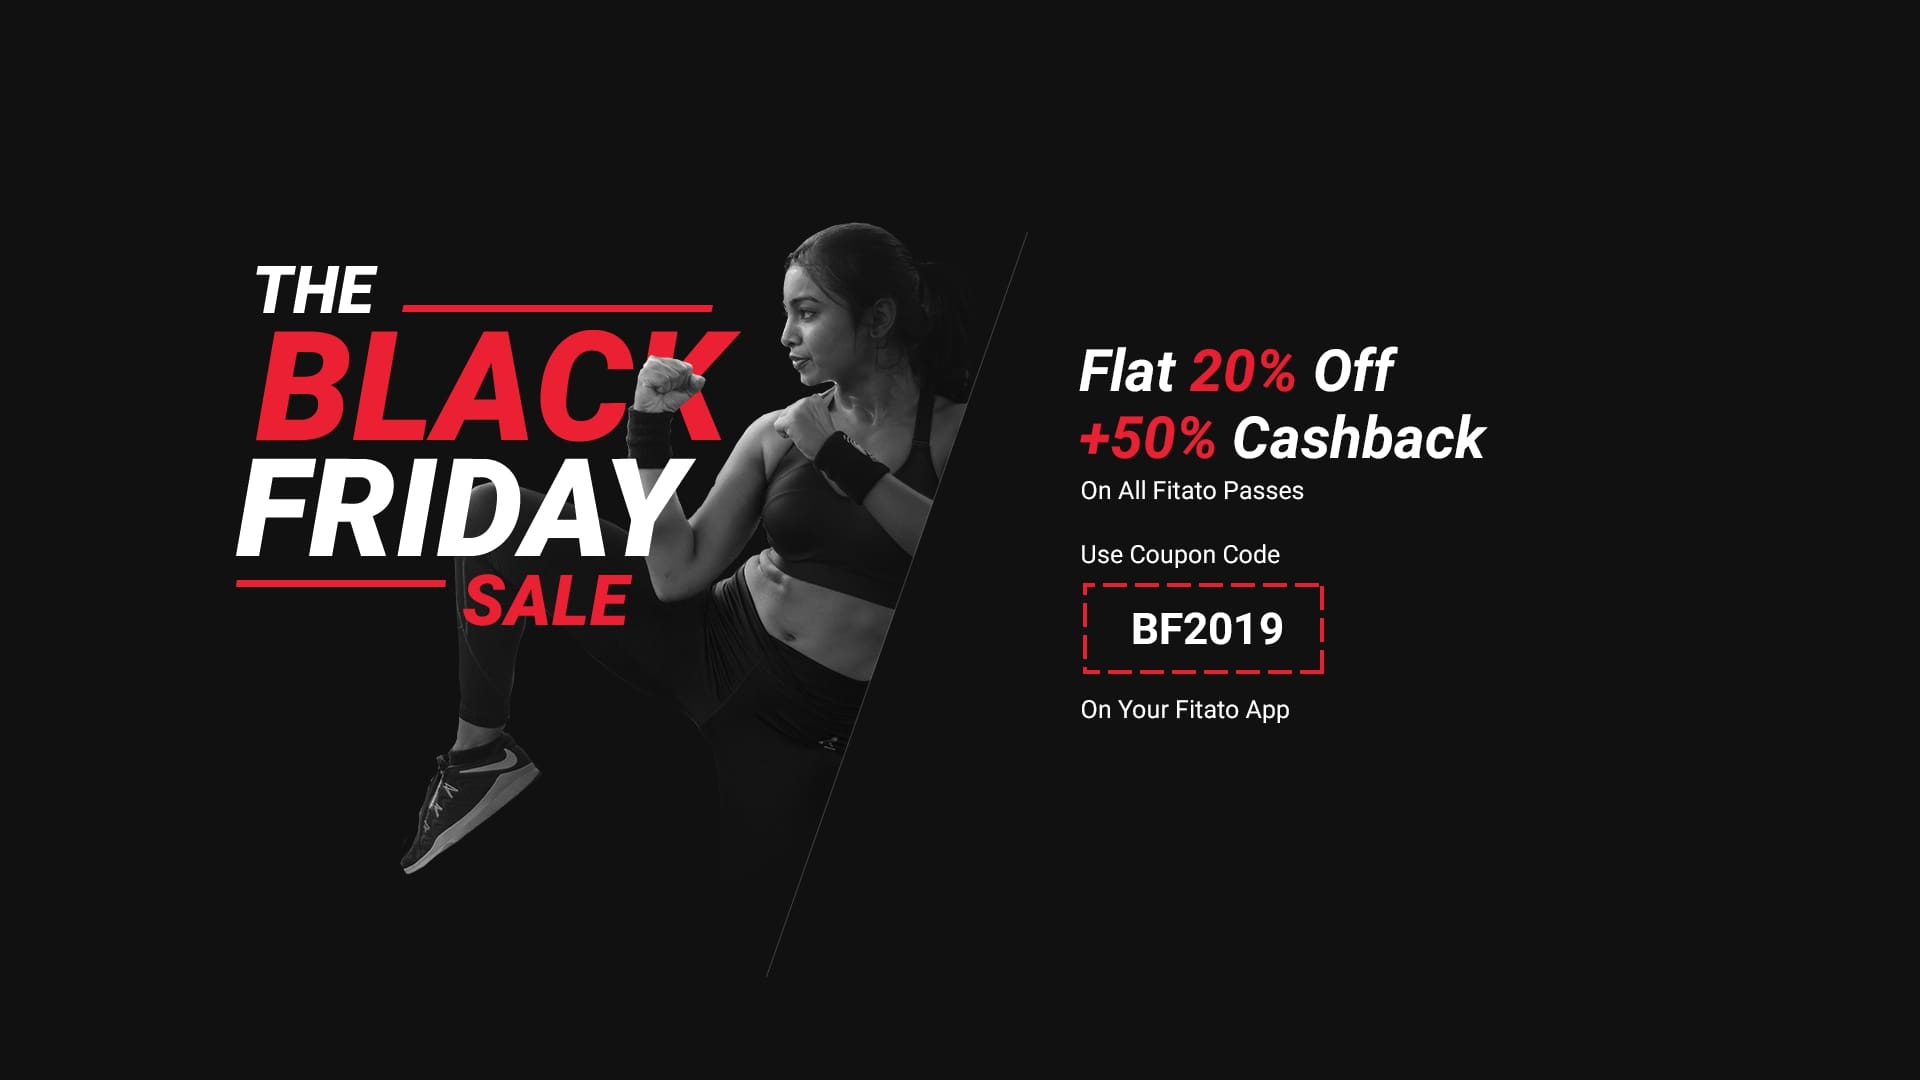 THE
BLACK
FRIDAY
SALE
Flat 20% Off
+50% Cashback
On All Fitato Passes
Use Coupon Code
BF2019
On Your Fitato App